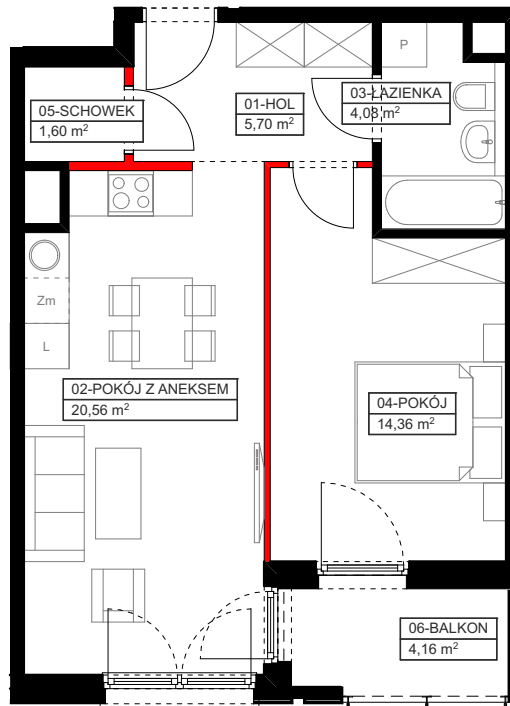 P
05-SCHOWEK
1,60 m²
01-HOL
5,70 m²
03-ŁAZIENKA
4,08 m²
Zm
L
02-POKÓJ Z ANEKSEM
20,56 m²
04-POKÓJ
14,36 m²
06-BALKON
4,16 m²